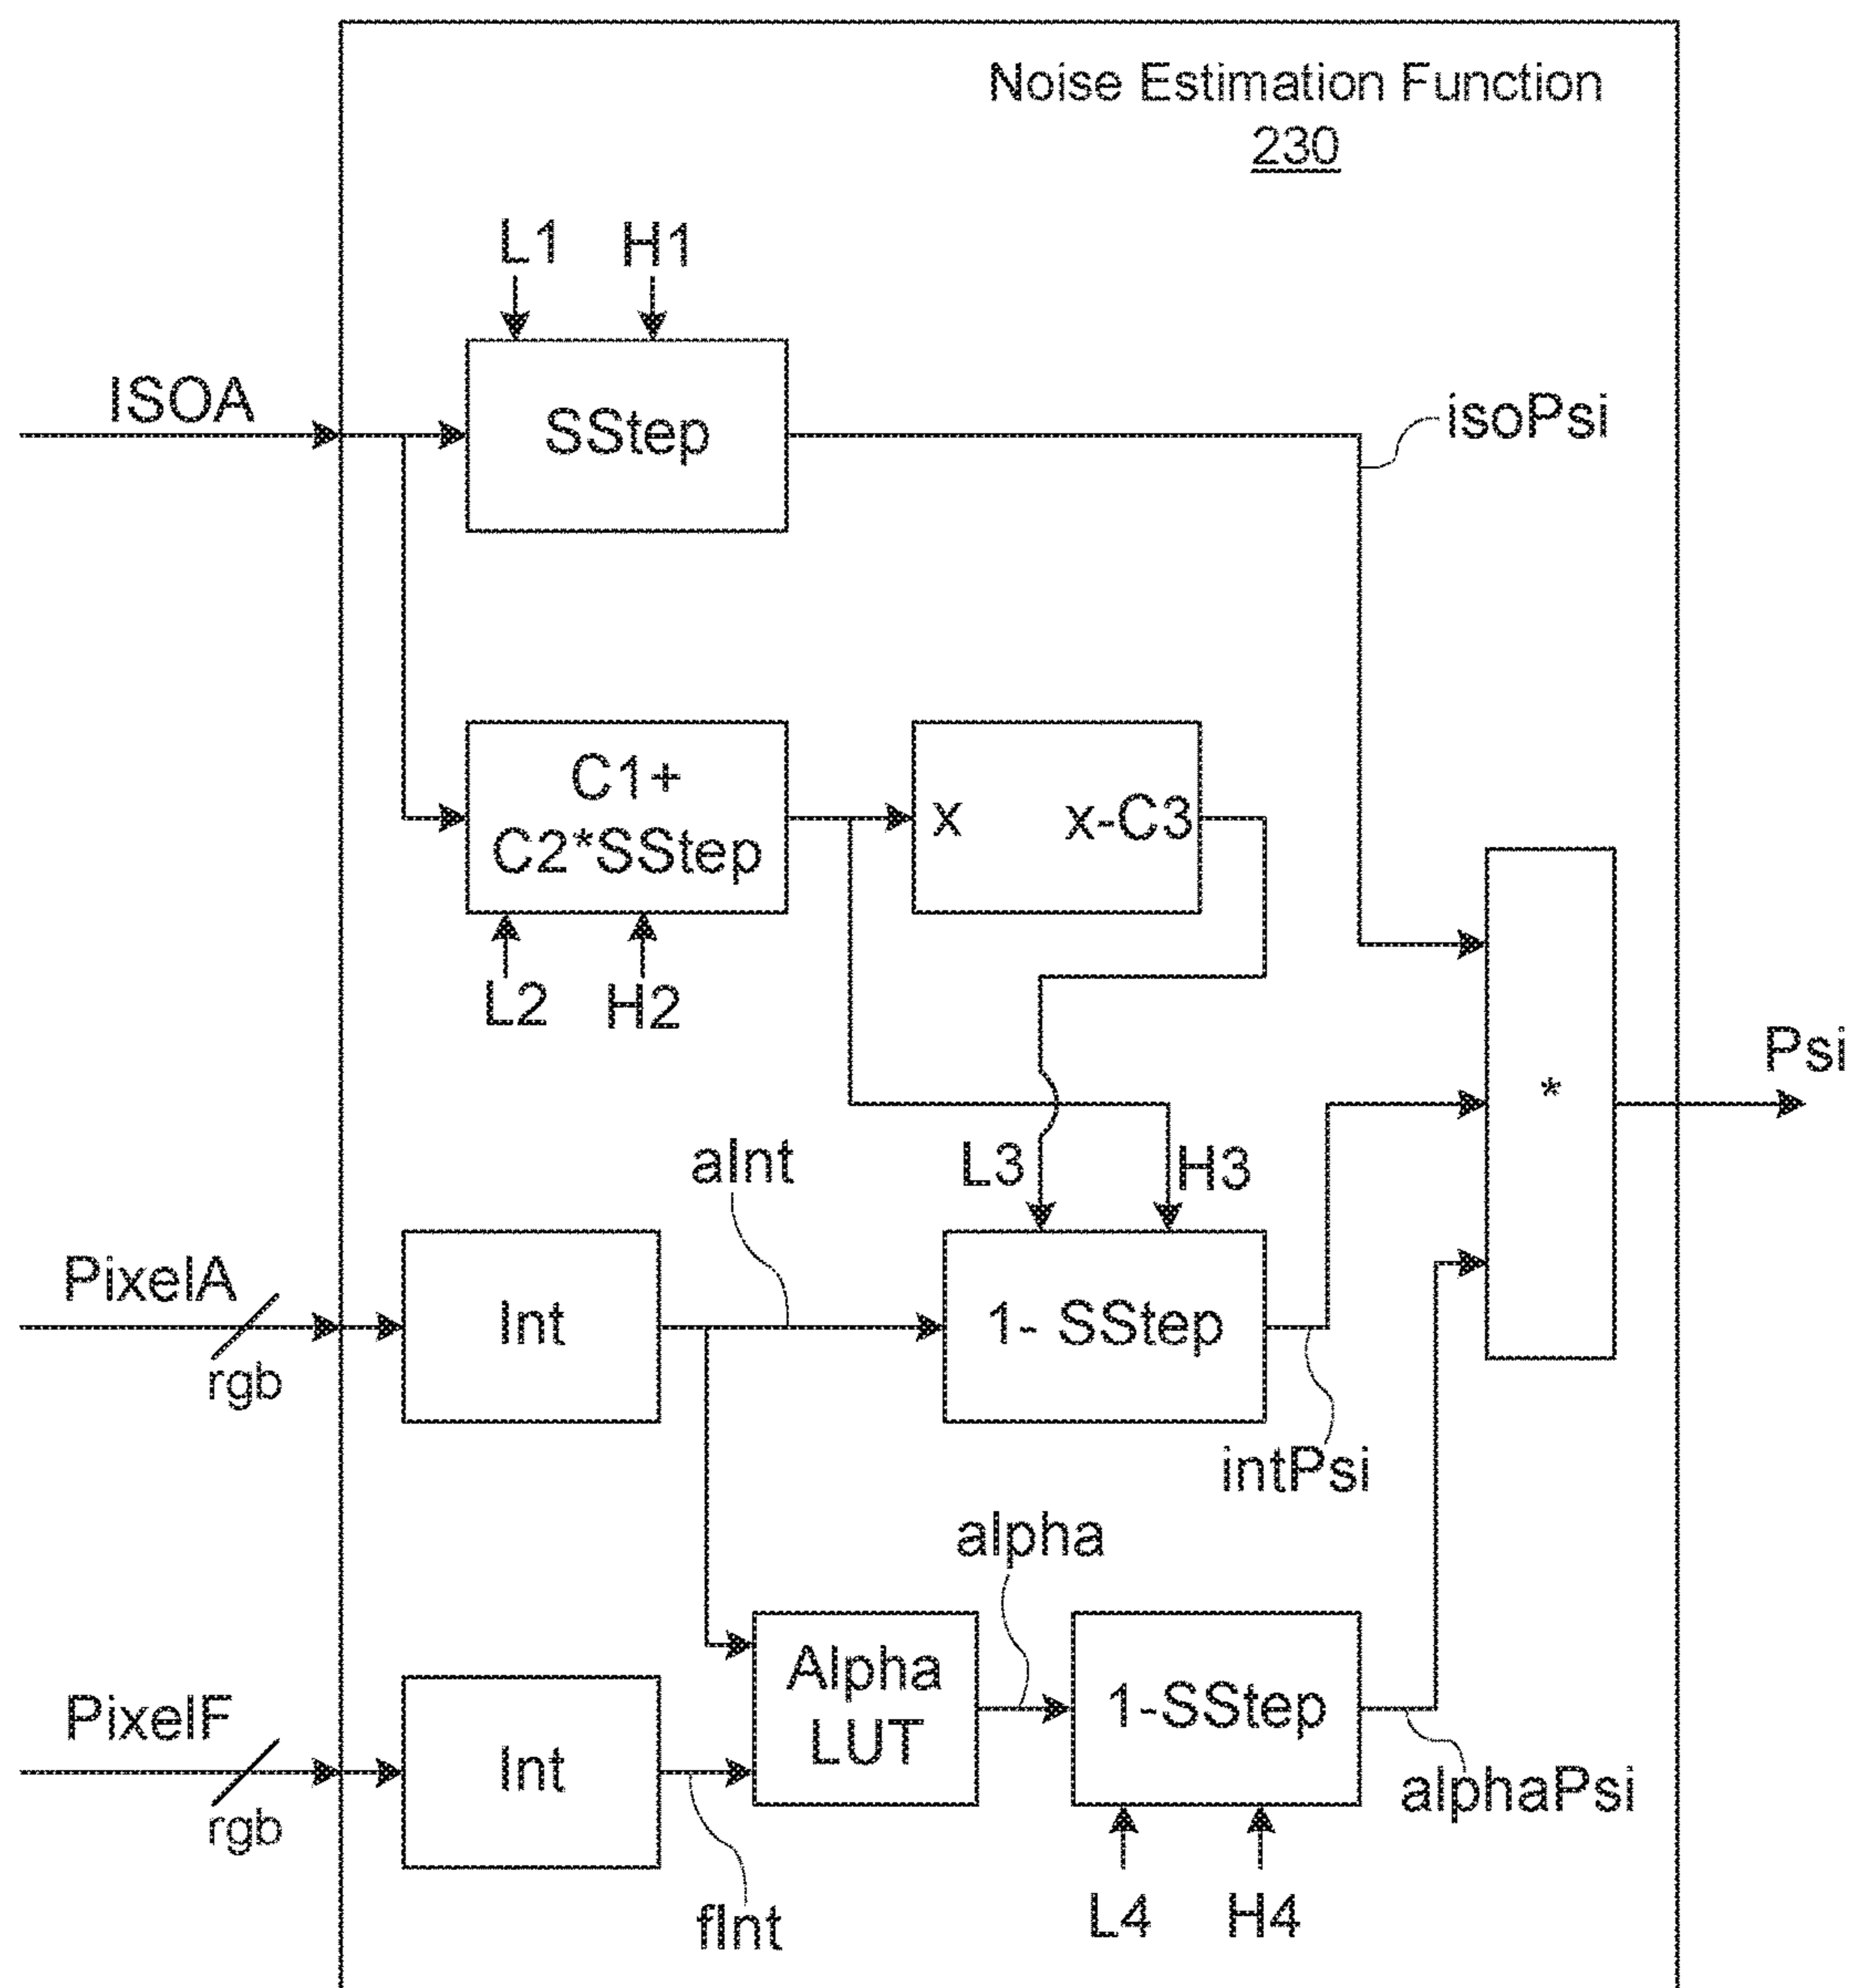 Noise Estimation Function
230
L1 H1
ISOA
SStep
isoPsi
C1+
C2*SStep
x x-C3
L2 H2
Psi
*
aInt
L3 H3
PixelA
rgb
Int
1- SStep
intPsi
alpha
PixelF
rgb
Int
Alpha
LUT
1-SStep
alphaPsi
fInt
L4 H4